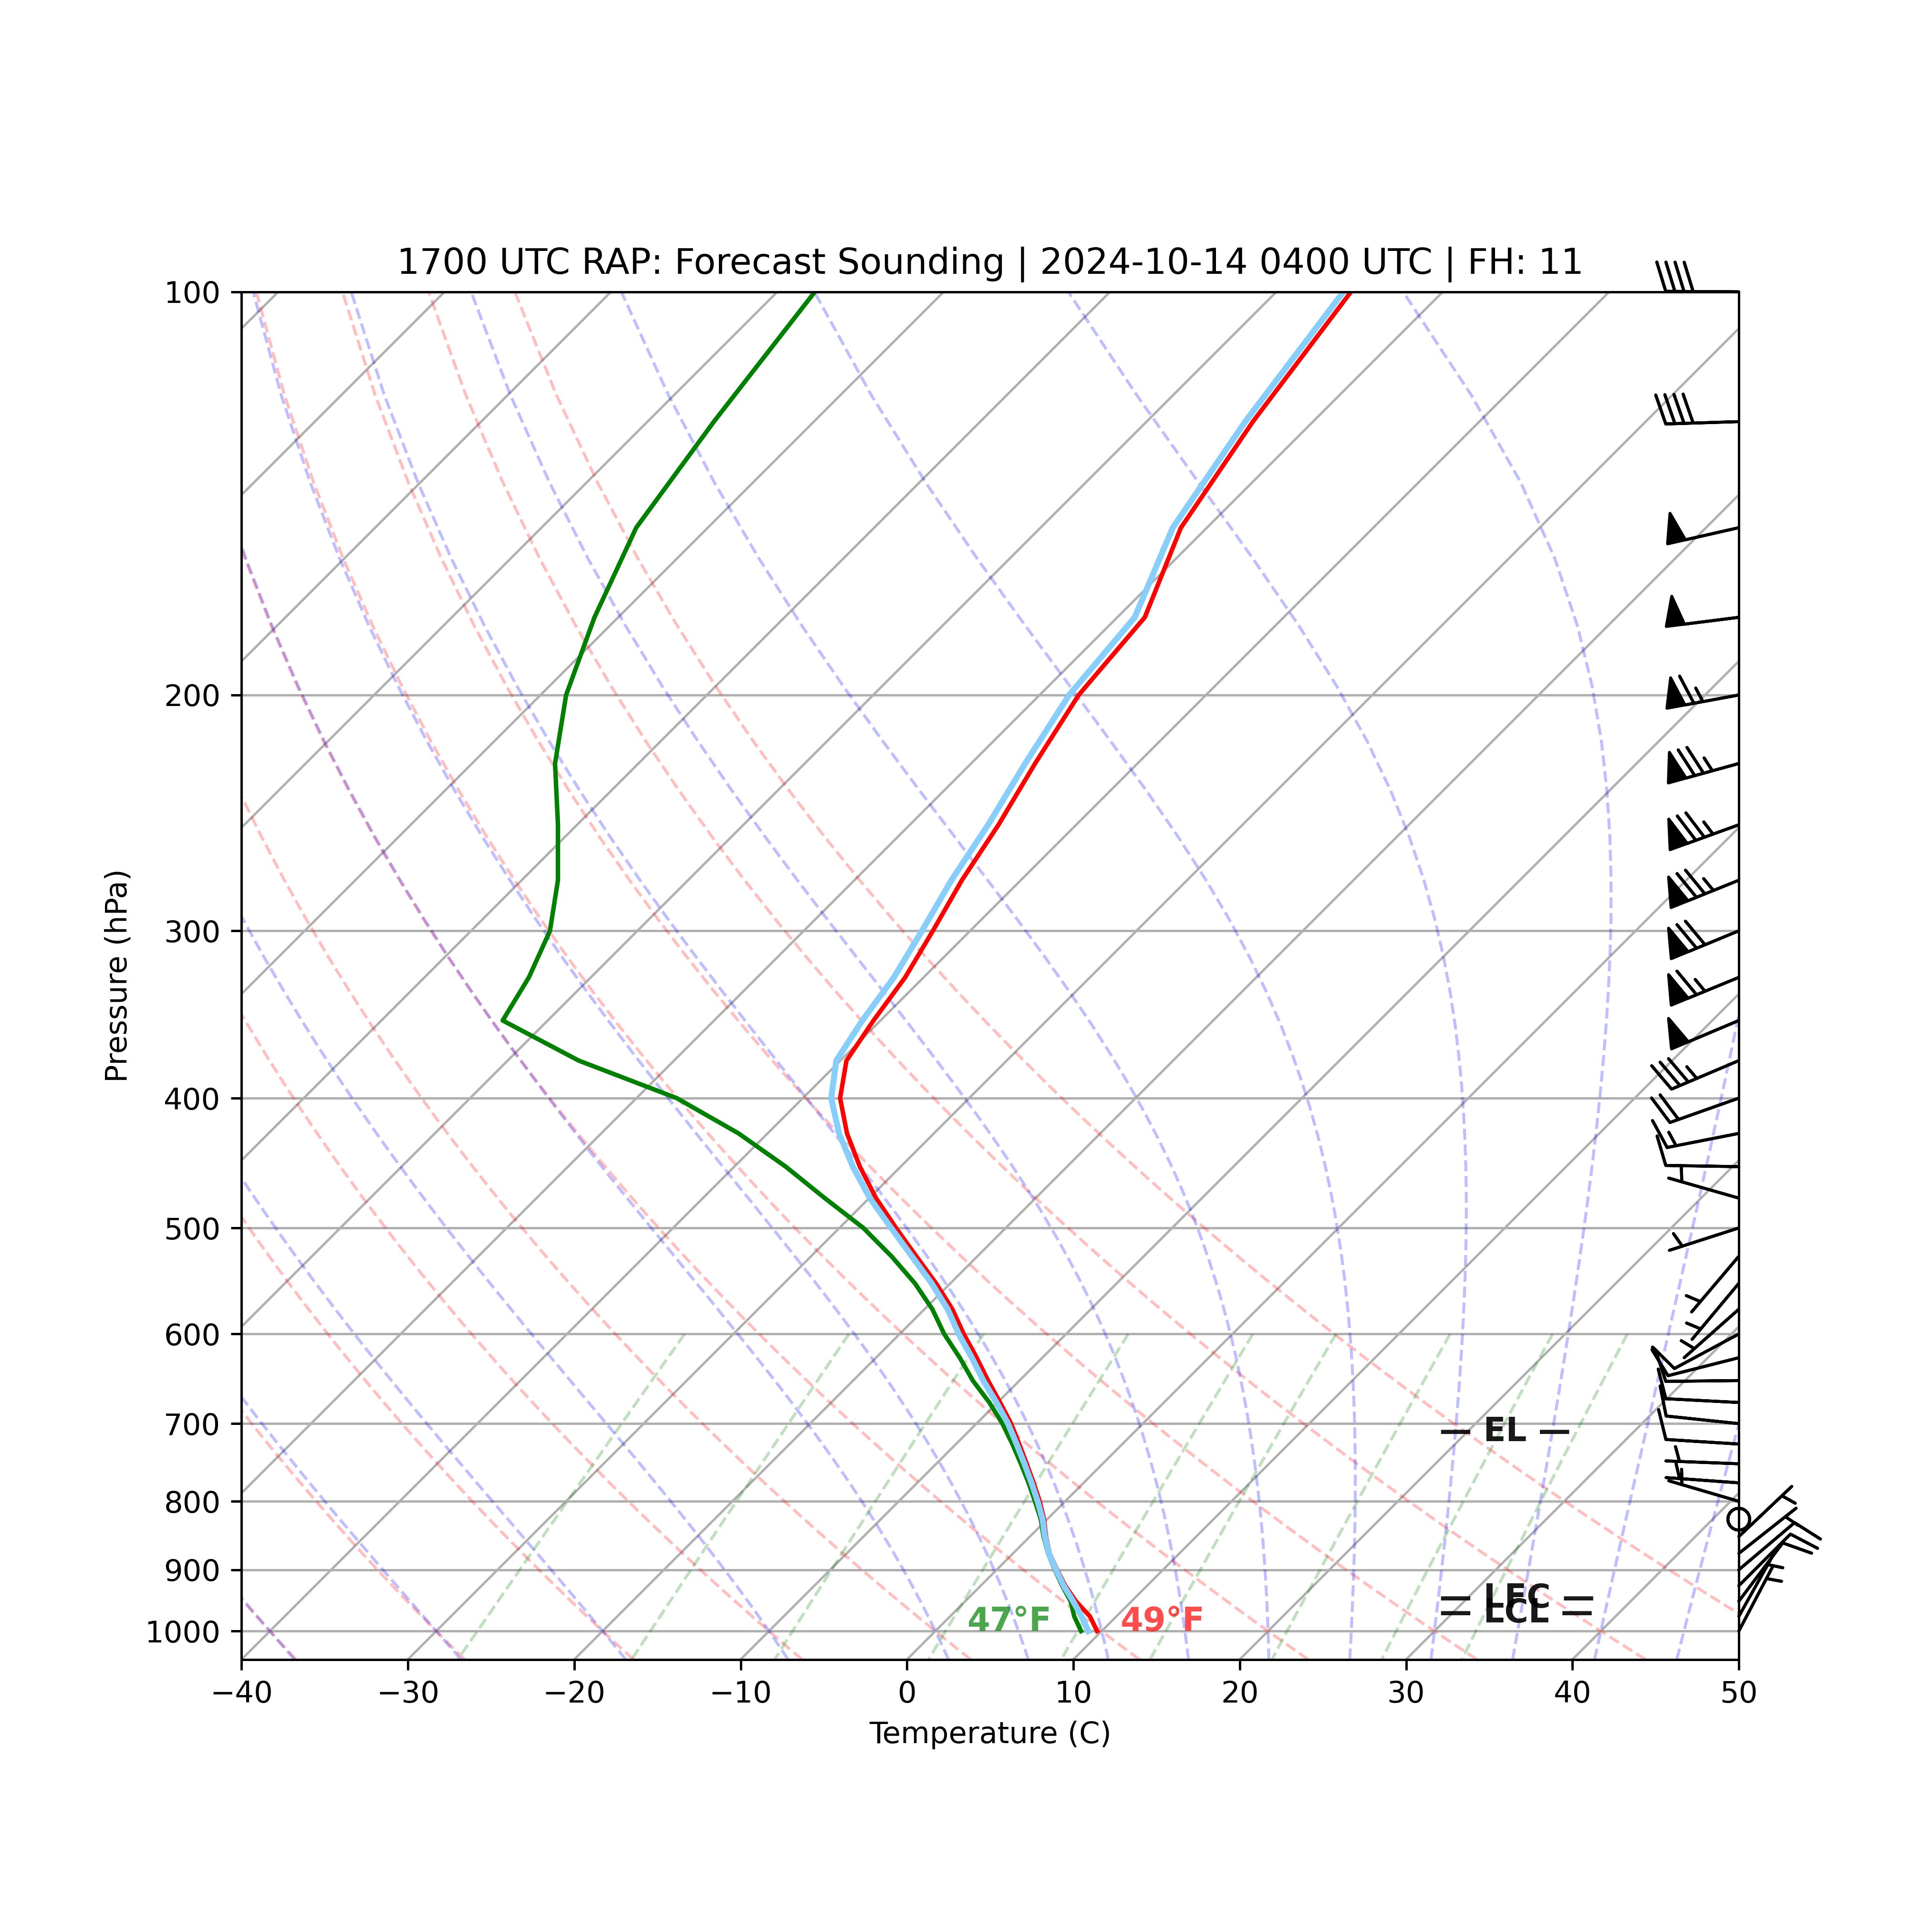 1700 UTC RAP: Forecast Sounding | 2024-10-14 0400 UTC | FH: 11
100
200
300
400
500
600
700
800
900
1000
Pressure (hPa)
— EL —
— LFC —
— LCL —
47°F
49°F
−40 −30 −20 −10 0 10 20 30 40 50
Temperature (C)